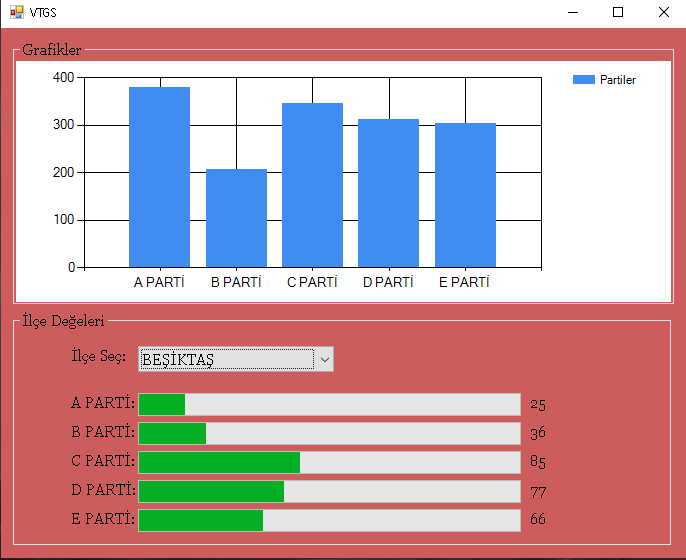 VTGS
Grafikler
400
300
200
100
0
A PARTİ B PARTİ C PARTİ D PARTİ E PARTİ
Partiler
İlçe Değeleri
İlçe Seç: BEŞİKTAŞ
A PARTİ: 25
B PARTİ: 36
C PARTİ: 85
D PARTİ: 77
E PARTİ: 66